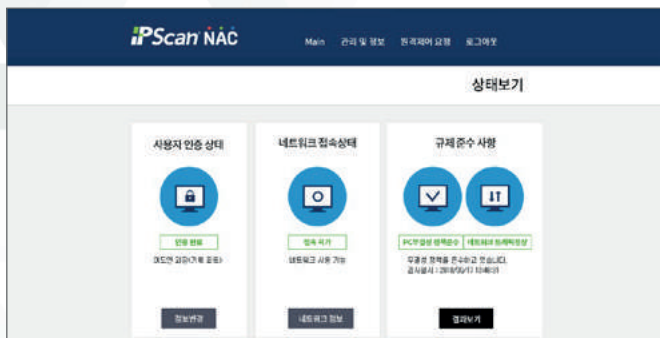 iPScan NAC
Main 관리 및 정보 원격제어 요청 로그아웃
상태보기
사용자 인증 상태
네트워크 접속상태
규제 준수 사항
인증 완료
접속 허가
PC무결성 정책준수
네트워크 트래픽정상
네트워크 사용 가능
무결성 정책을 준수하고 있습니다.
정보변경
네트워크 정보
결과보기